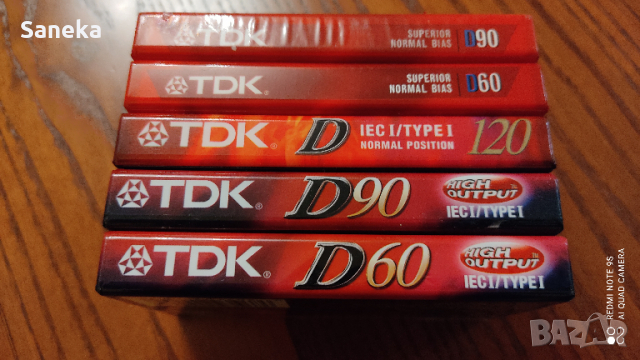 Saneka
TDK SUPERIOR NORMAL BIAS D90
TDK SUPERIOR NORMAL BIAS D60
TDK D IEC I/TYPE I NORMAL POSITION 120
TDK D90 HIGH OUTPUT IEC I/TYPE I
TDK D60 HIGH OUTPUT IEC I/TYPE I
REDMI NOTE 9S
AI QUAD CAMERA
BAZAR